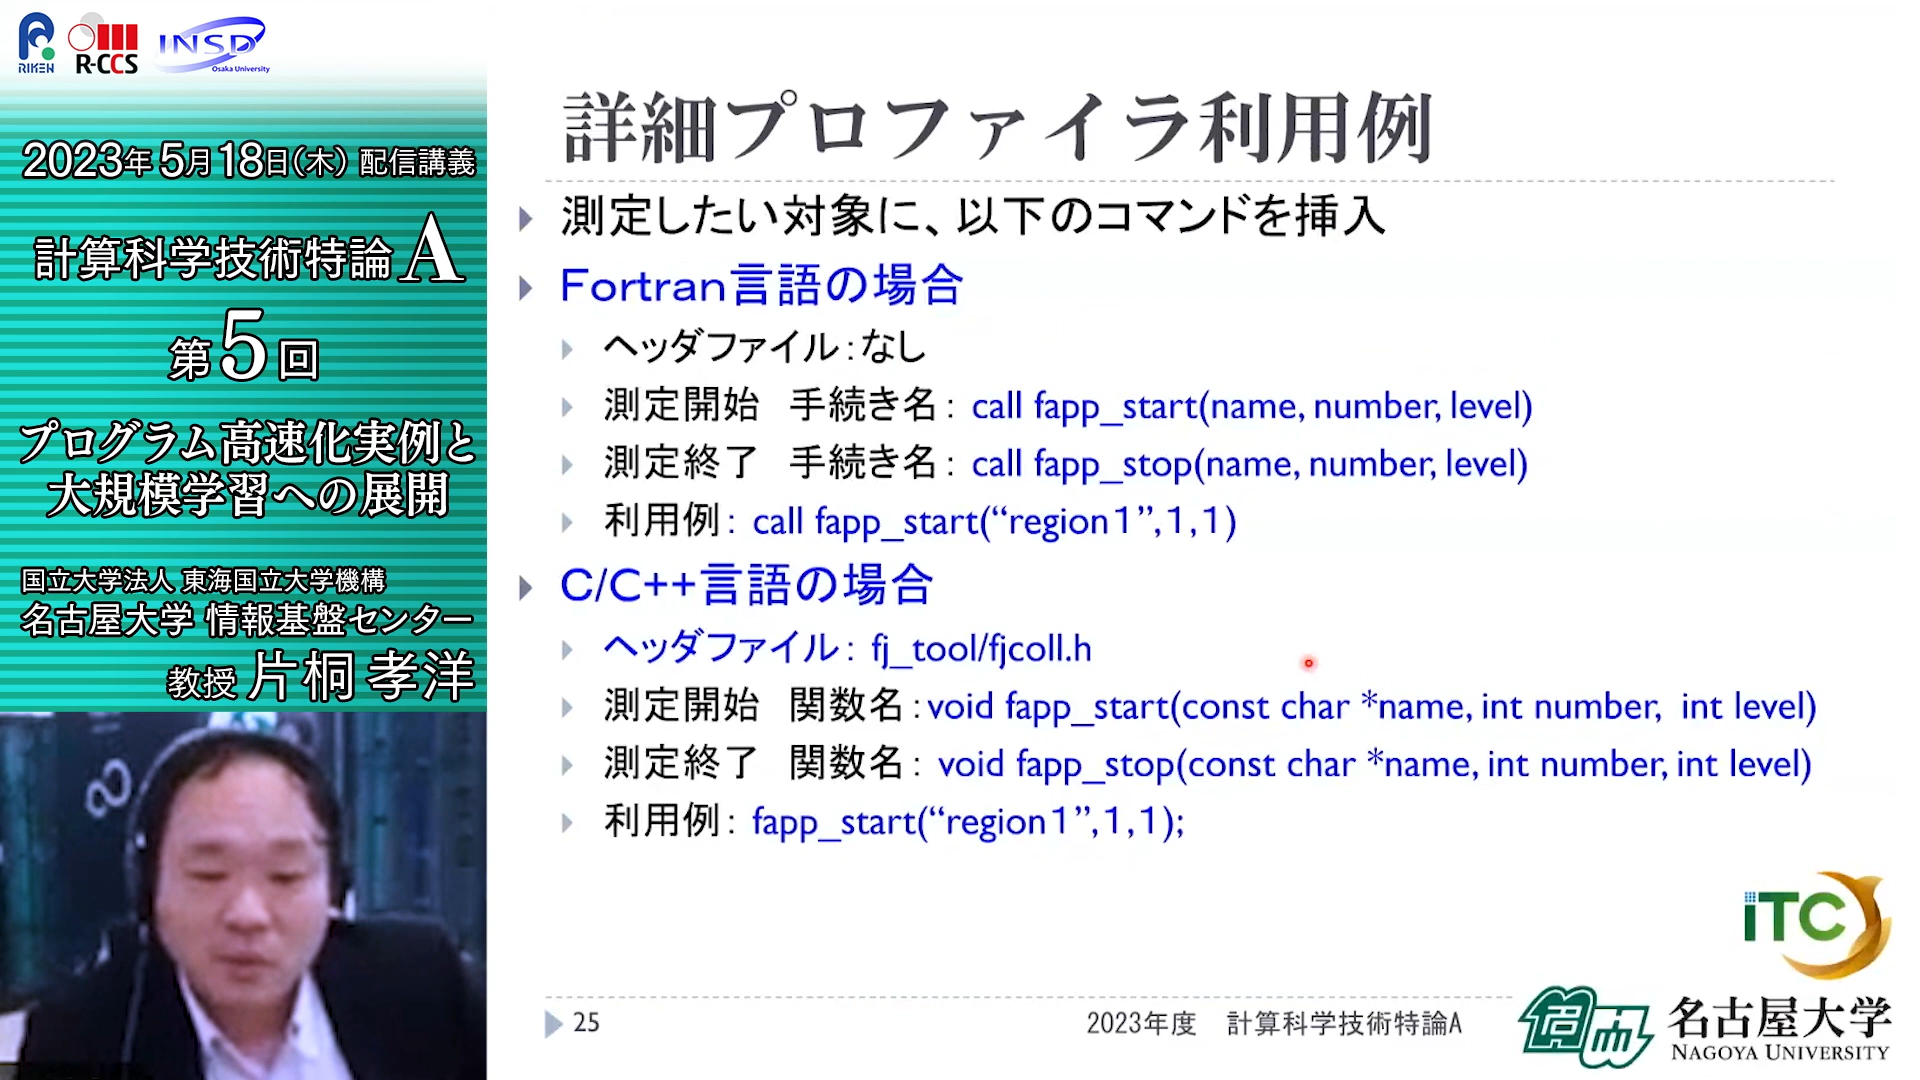 RIKEN
R-CCS
INSD
Osaka University
2023年5月18日(木) 配信講義
計算科学技術特論A
第5回
プログラム高速化実例と
大規模学習への展開
国立大学法人 東海国立大学機構
名古屋大学 情報基盤センター
教授 片桐 孝洋
詳細プロファイラ利用例
測定したい対象に、以下のコマンドを挿入
Fortran言語の場合
ヘッダファイル：なし
測定開始　手続き名： call fapp_start(name, number, level)
測定終了　手続き名： call fapp_stop(name, number, level)
利用例： call fapp_start(“region1”,1,1)
C/C++言語の場合
ヘッダファイル： fj_tool/fjcoll.h
測定開始　関数名：void fapp_start(const char *name, int number, int level)
測定終了　関数名： void fapp_stop(const char *name, int number, int level)
利用例： fapp_start(“region1”,1,1);
25
2023年度　計算科学技術特論A
iTC
名古屋大学
NAGOYA UNIVERSITY